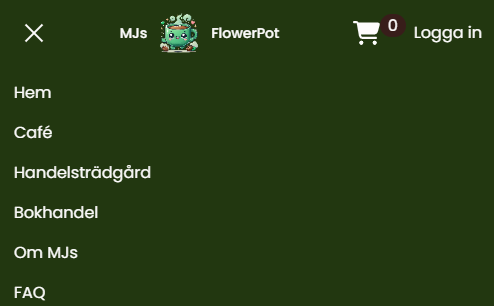 MJs FlowerPot 0 Logga in
Hem
Café
Handelsträdgård
Bokhandel
Om MJs
FAQ